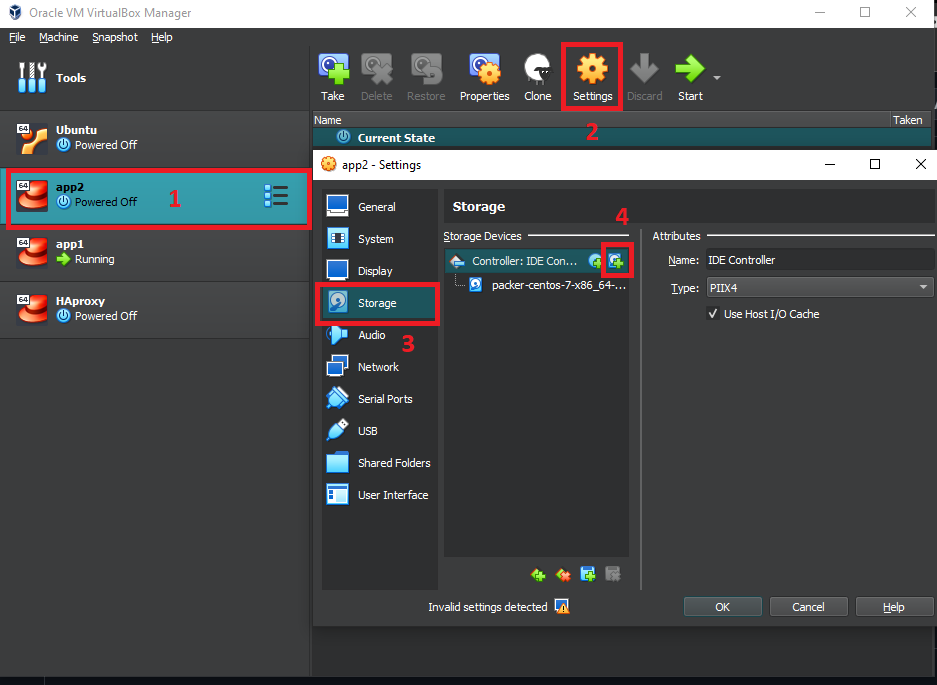 Oracle VM VirtualBox Manager
File Machine Snapshot Help
Tools
64
Ubuntu
Powered Off
64
app2
Powered Off
1
64
app1
Running
64
HAproxy
Powered Off
Take Delete Restore Properties Clone Settings Discard Start
2
Name Taken
Current State
app2 - Settings
General
System
Display
Storage
Audio
3
Network
Serial Ports
USB
Shared Folders
User Interface
Storage
4
Storage Devices
Controller: IDE Con...
packer-centos-7-x86_64-...
Attributes
Name: IDE Controller
Type: PIIX4
Use Host I/O Cache
Invalid settings detected
OK Cancel Help